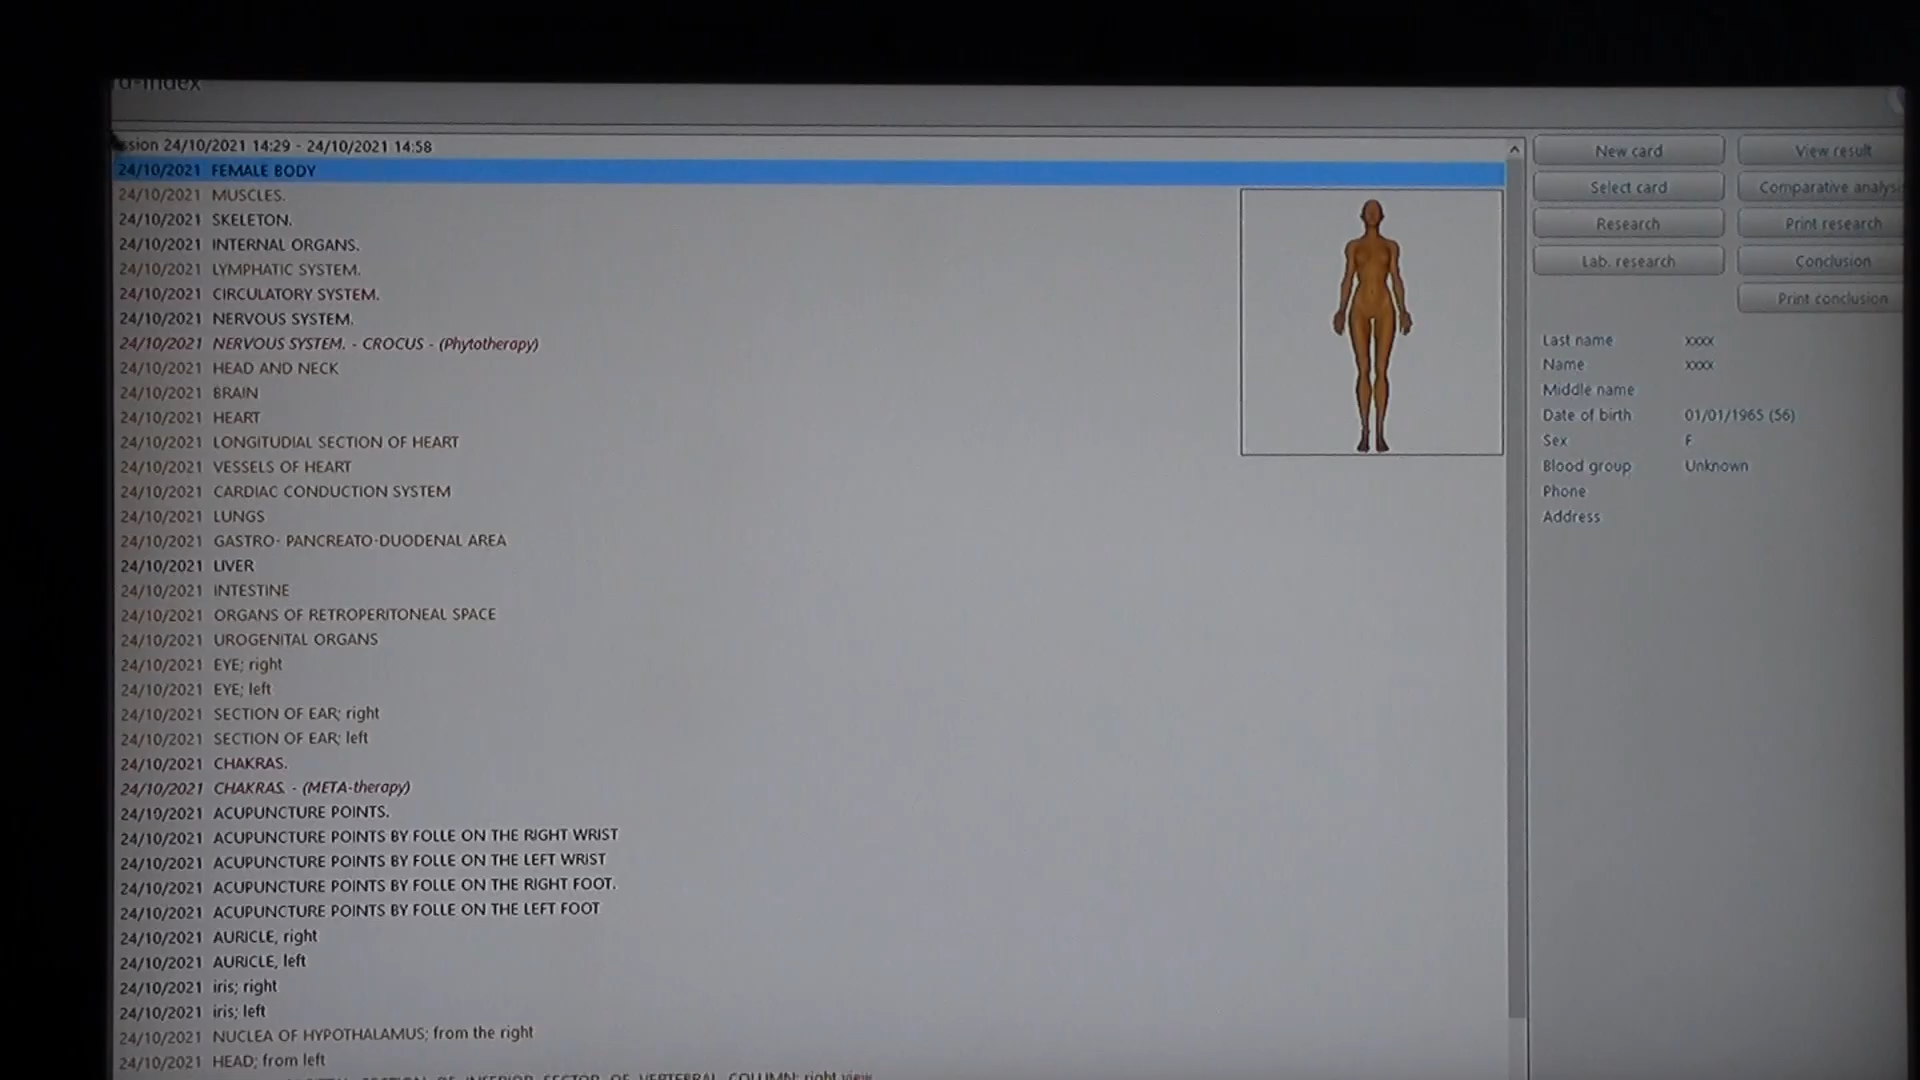 24/10/2021 14:29 - 24/10/2021 14:58
24/10/2021 FEMALE BODY
24/10/2021 MUSCLES.
24/10/2021 SKELETON.
24/10/2021 INTERNAL ORGANS.
24/10/2021 LYMPHATIC SYSTEM.
24/10/2021 CIRCULATORY SYSTEM.
24/10/2021 NERVOUS SYSTEM.
24/10/2021 NERVOUS SYSTEM. - CROCUS - (Phytotherapy)
24/10/2021 HEAD AND NECK
24/10/2021 BRAIN
24/10/2021 HEART
24/10/2021 LONGITUDIAL SECTION OF HEART
24/10/2021 VESSELS OF HEART
24/10/2021 CARDIAC CONDUCTION SYSTEM
24/10/2021 LUNGS
24/10/2021 GASTRO- PANCREATO-DUODENAL AREA
24/10/2021 LIVER
24/10/2021 INTESTINE
24/10/2021 ORGANS OF RETROPERITONEAL SPACE
24/10/2021 UROGENITAL ORGANS
24/10/2021 EYE; right
24/10/2021 EYE; left
24/10/2021 SECTION OF EAR; right
24/10/2021 SECTION OF EAR; left
24/10/2021 CHAKRAS.
24/10/2021 CHAKRAS. - (META-therapy)
24/10/2021 ACUPUNCTURE POINTS.
24/10/2021 ACUPUNCTURE POINTS BY FOLLE ON THE RIGHT WRIST
24/10/2021 ACUPUNCTURE POINTS BY FOLLE ON THE LEFT WRIST
24/10/2021 ACUPUNCTURE POINTS BY FOLLE ON THE RIGHT FOOT.
24/10/2021 ACUPUNCTURE POINTS BY FOLLE ON THE LEFT FOOT
24/10/2021 AURICLE, right
24/10/2021 AURICLE, left
24/10/2021 iris; right
24/10/2021 iris; left
24/10/2021 NUCLEA OF HYPOTHALAMUS; from the right
24/10/2021 HEAD; from left
SECTION OF INFERIOR SECTOR OF VERTEBRAL COLUMN; right view
New card View result
Select card Comparative analysis
Research Print research
Lab. research Conclusion
Print conclusion
Last name xxxx
Name xxxx
Middle name
Date of birth 01/01/1965 (56)
Sex F
Blood group Unknown
Phone
Address